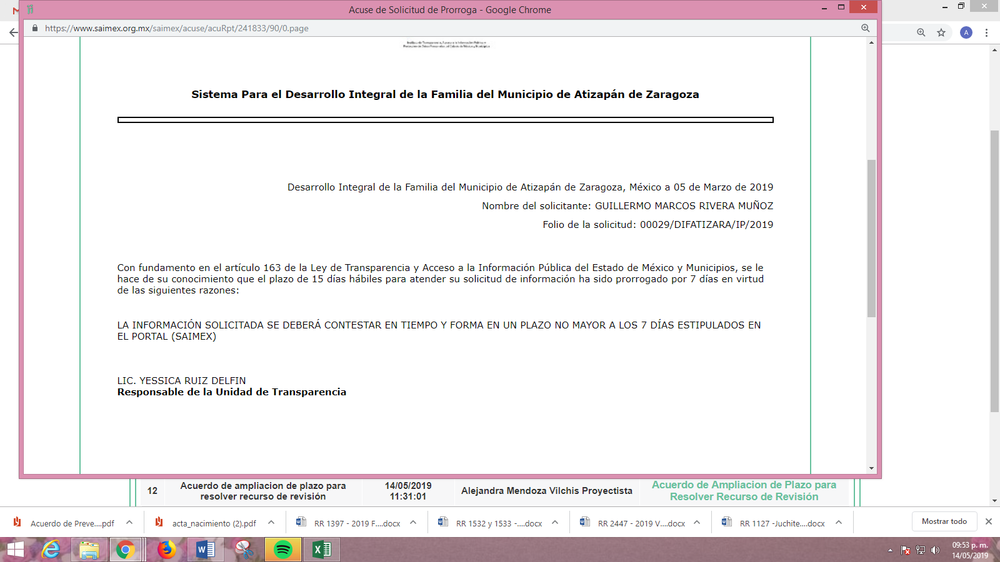 Acuse de Solicitud de Prorroga - Google Chrome
https://www.saimex.org.mx/saimex/acuse/acuRpt/241833/90/0.page
A
Sistema Para el Desarrollo Integral de la Familia del Municipio de Atizapán de Zaragoza
Desarrollo Integral de la Familia del Municipio de Atizapán de Zaragoza, México a 05 de Marzo de 2019
Nombre del solicitante: GUILLERMO MARCOS RIVERA MUÑOZ
Folio de la solicitud: 00029/DIFATIZARA/IP/2019
Con fundamento en el artículo 163 de la Ley de Transparencia y Acceso a la Información Pública del Estado de México y Municipios, se le
hace de su conocimiento que el plazo de 15 días hábiles para atender su solicitud de información ha sido prorrogado por 7 días en virtud
de las siguientes razones:
LA INFORMACIÓN SOLICITADA SE DEBERÁ CONTESTAR EN TIEMPO Y FORMA EN UN PLAZO NO MAYOR A LOS 7 DÍAS ESTIPULADOS EN
EL PORTAL (SAIMEX)
LIC. YESSICA RUIZ DELFIN
Responsable de la Unidad de Transparencia
12 Acuerdo de ampliacion de plazo para resolver recurso de revisión 14/05/2019 11:31:01 Alejandra Mendoza Vilchis Proyectista Acuerdo de Ampliacion de Plazo para Resolver Recurso de Revisión
Acuerdo de Preve....pdf acta_nacimiento (2).pdf RR 1397 - 2019 F....docx RR 1532 y 1533 -....docx RR 2447 - 2019 V....docx RR 1127 -Juchite....docx Mostrar todo
09:53 p. m.
14/05/2019